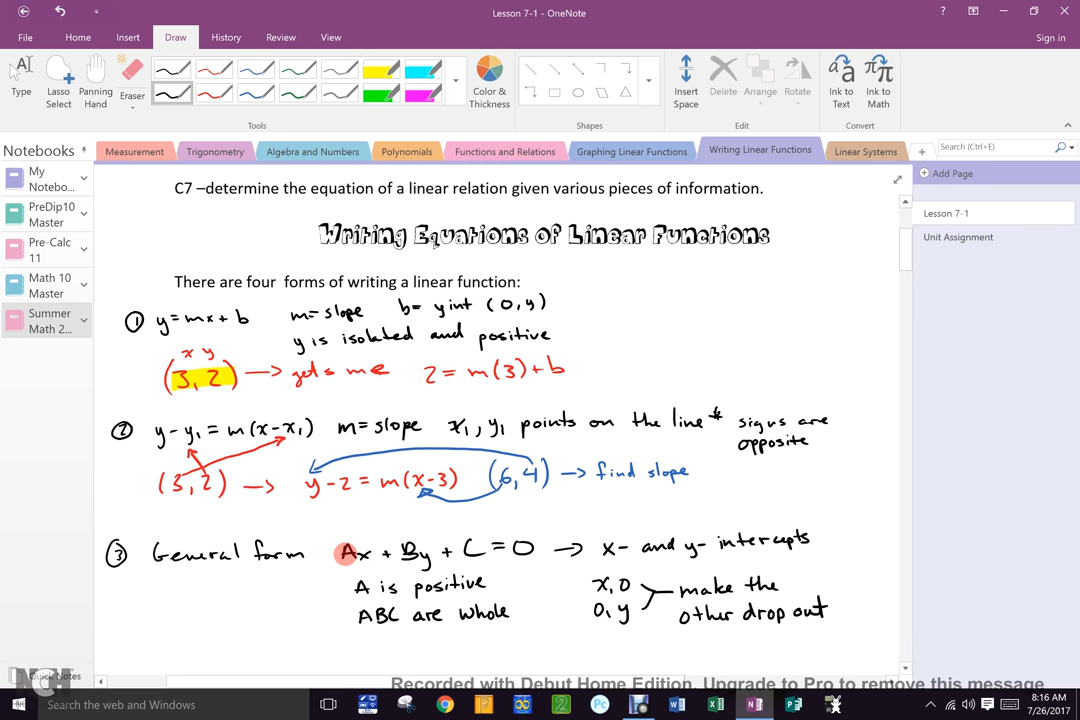 Lesson 7-1 - OneNote
?
File Home Insert Draw History Review View Sign in
Type Lasso Select Panning Hand Eraser Color & Thickness Insert Space Delete Arrange Rotate Ink to Text Ink to Math
Tools Shapes Edit Convert
Notebooks Measurement Trigonometry Algebra and Numbers Polynomials Functions and Relations Graphing Linear Functions Writing Linear Functions Linear Systems + Search (Ctrl+E)
My Notebo...
PreDip10 Master
Pre-Calc 11
Math 10 Master
Summer Math 2...
Quick Notes
Add Page
Lesson 7-1
Unit Assignment
C7 –determine the equation of a linear relation given various pieces of information.
Writing Equations of Linear Functions
There are four forms of writing a linear function:
① y = mx + b m = slope b = y int (0, y)
y is isolated and positive
x y
(3, 2) → gets me 2 = m(3) + b
② y - y₁ = m(x - x₁) m = slope x₁, y₁ points on the line * signs are opposite
(3, 2) → y - 2 = m(x - 3) (6, 4) → find slope
③ General form Ax + By + C = 0 → x- and y- intercepts
A is positive x, 0 make the
ABC are whole 0, y other drop out
NCH
Recorded with Debut Home Edition. Upgrade to Pro to remove this message
Search the web and Windows
8:16 AM
7/26/2017